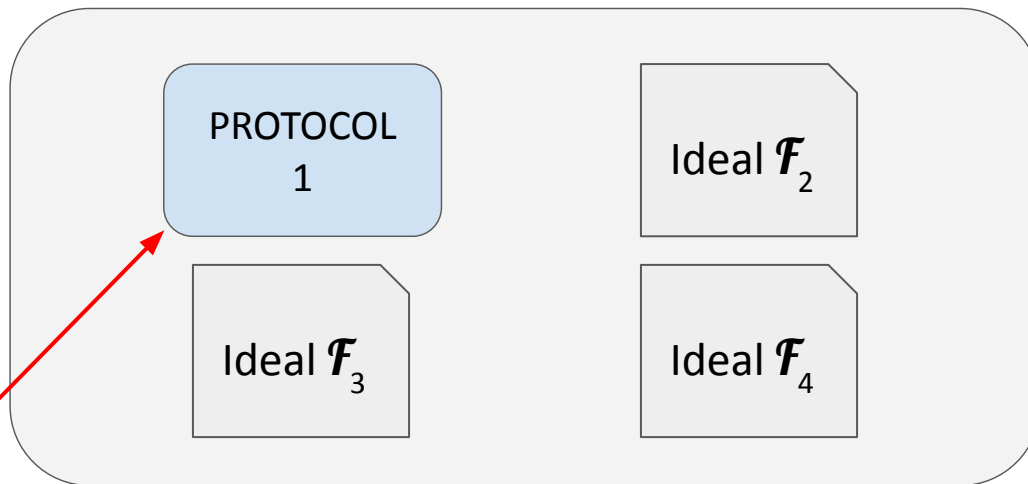 PROTOCOL
1
Ideal 𝓕₂
Ideal 𝓕₃
Ideal 𝓕₄